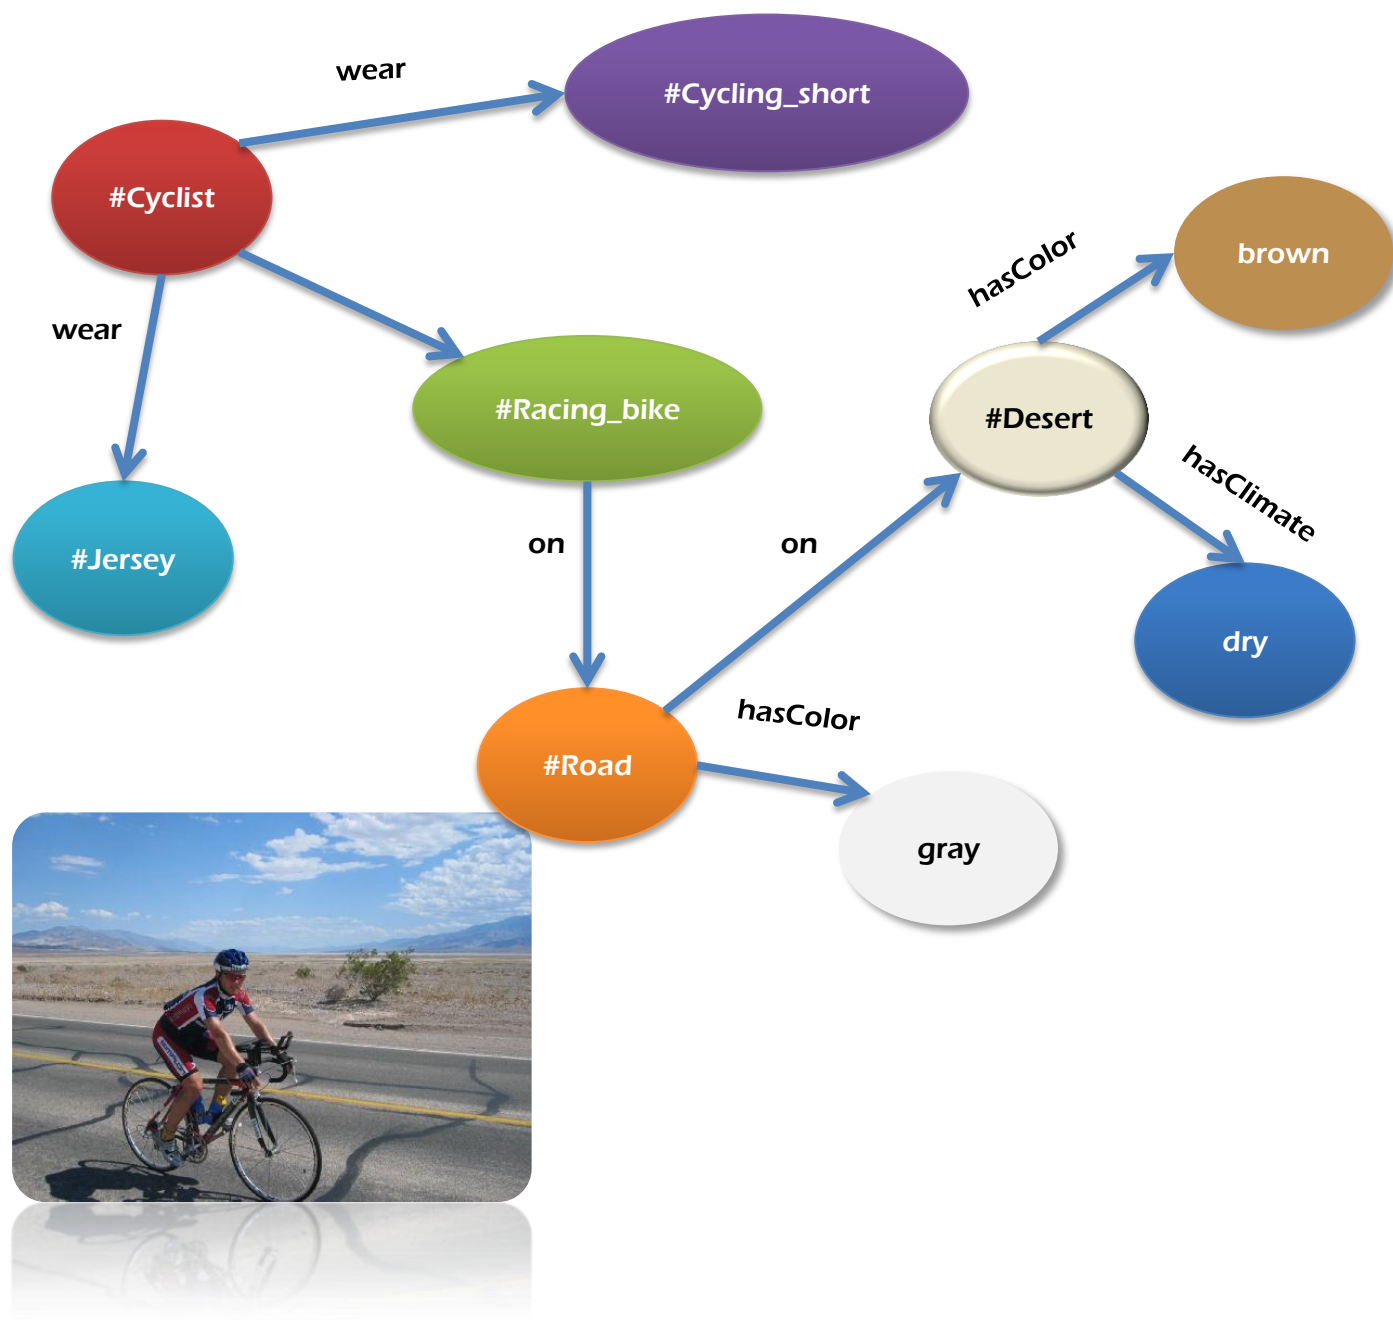 wear
#Cycling_short
#Cyclist
brown
hasColor
wear
#Racing_bike
#Desert
hasClimate
on
on
#Jersey
dry
hasColor
#Road
gray